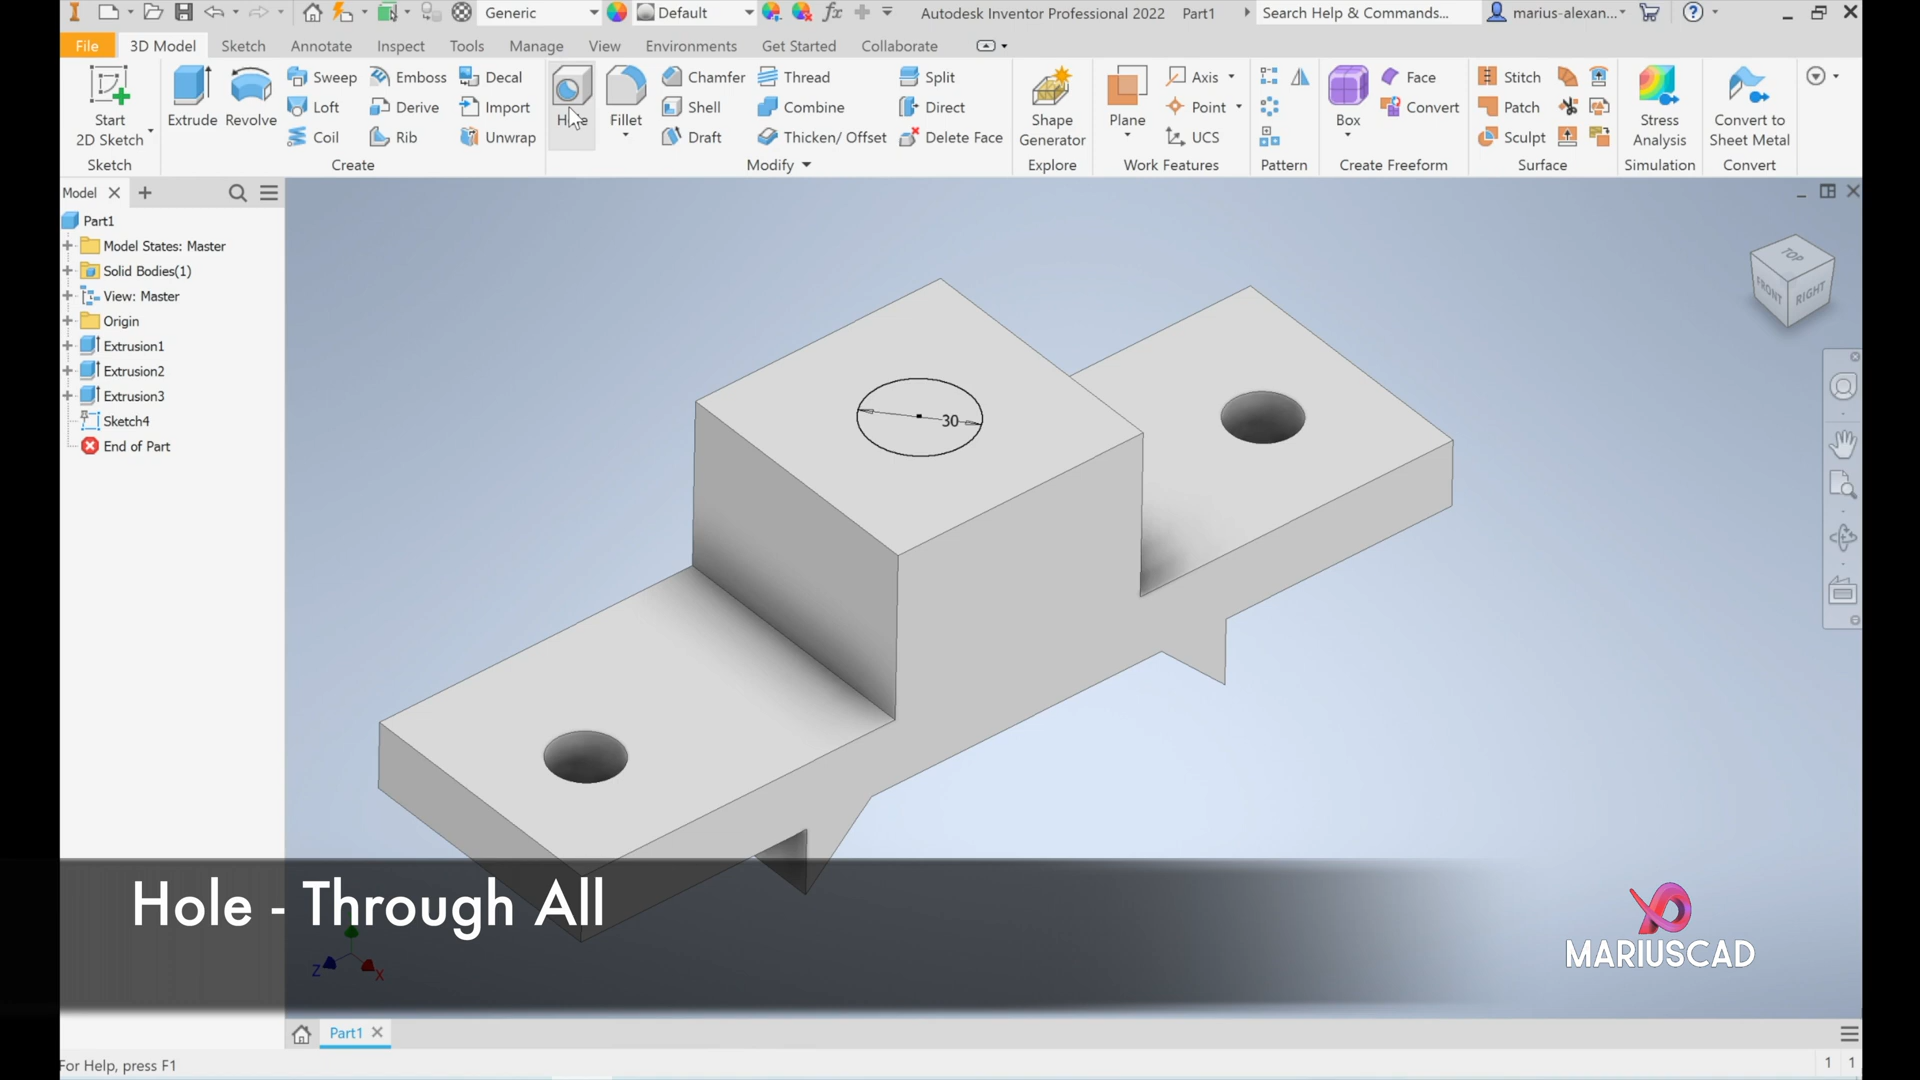 Generic
Default
fx
Autodesk Inventor Professional 2022 Part1
Search Help & Commands...
marius-alexan...
File
3D Model
Sketch
Annotate
Inspect
Tools
Manage
View
Environments
Get Started
Collaborate
Start
2D Sketch
Sketch
Extrude
Revolve
Sweep
Loft
Coil
Emboss
Derive
Rib
Decal
Import
Unwrap
Create
Hole
Fillet
Chamfer
Shell
Draft
Thread
Combine
Thicken/ Offset
Split
Direct
Delete Face
Modify
Shape
Generator
Explore
Plane
Axis
Point
UCS
Work Features
Pattern
Box
Face
Convert
Create Freeform
Stitch
Patch
Sculpt
Surface
Stress
Analysis
Simulation
Convert to
Sheet Metal
Convert
Model
Part1
Model States: Master
Solid Bodies(1)
View: Master
Origin
Extrusion1
Extrusion2
Extrusion3
Sketch4
End of Part
TOP
FRONT
RIGHT
30
Hole - Through All
Z
X
MARIUSCAD
Part1
For Help, press F1
1 1